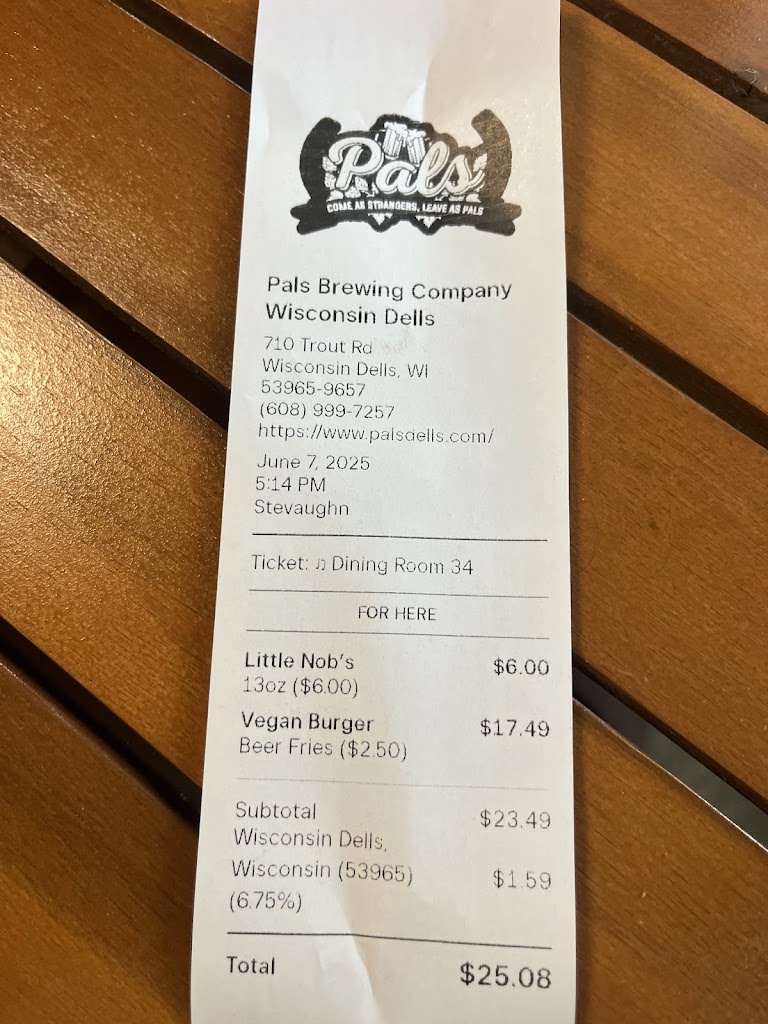 Pals
COME AS STRANGERS, LEAVE AS PALS
Pals Brewing Company
Wisconsin Dells
710 Trout Rd
Wisconsin Dells, WI
53965-9657
(608) 999-7257
https://www.palsdells.com/
June 7, 2025
5:14 PM
Stevaughn
Ticket: ♫ Dining Room 34
FOR HERE
Little Nob's $6.00
13oz ($6.00)
Vegan Burger $17.49
Beer Fries ($2.50)
Subtotal $23.49
Wisconsin Dells,
Wisconsin (53965) $1.59
(6.75%)
Total $25.08